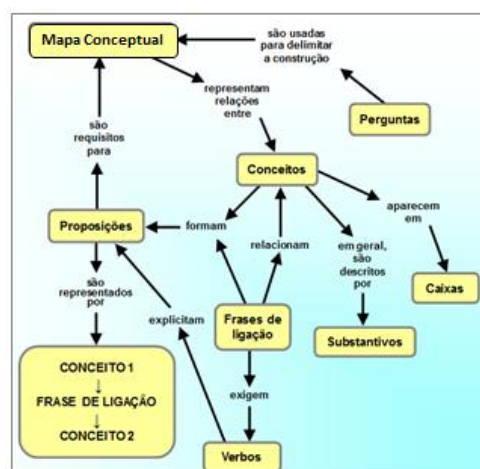 Mapa Conceptual
são usadas
para delimitar
a construção
representam
relações
entre
Perguntas
são
requisitos
para
Conceitos
aparecem
em
Proposições
formam
relacionam
em geral,
são
descritos
por
são
representados
por
explicitam
Frases de
ligação
Caixas
Substantivos
CONCEITO 1
↓
FRASE DE LIGAÇÃO
↓
CONCEITO 2
exigem
Verbos